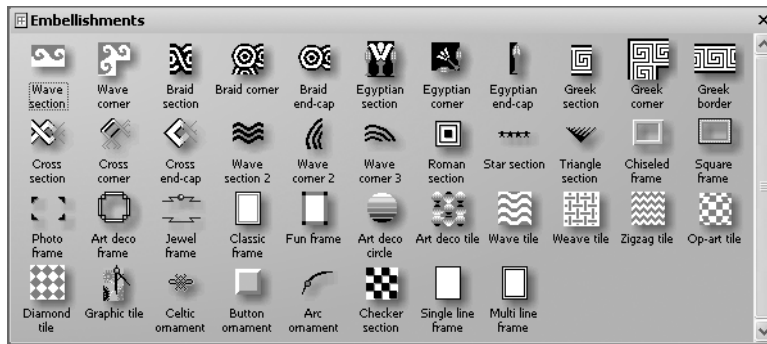 Embellishments
Wave section
Wave corner
Braid section
Braid corner
Braid end-cap
Egyptian section
Egyptian corner
Egyptian end-cap
Greek section
Greek corner
Greek border
Cross section
Cross corner
Cross end-cap
Wave section 2
Wave corner 2
Wave corner 3
Roman section
Star section
Triangle section
Chiseled frame
Square frame
Photo frame
Art deco frame
Jewel frame
Classic frame
Fun frame
Art deco circle
Art deco tile
Wave tile
Weave tile
Zigzag tile
Op-art tile
Diamond tile
Graphic tile
Celtic ornament
Button ornament
Arc ornament
Checker section
Single line frame
Multi line frame